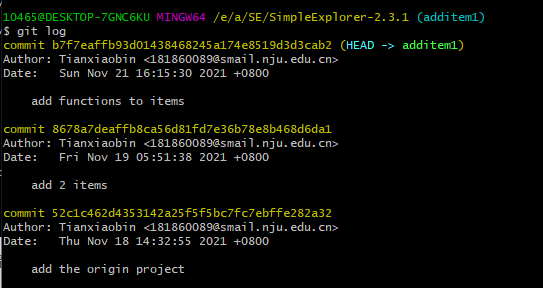 10465@DESKTOP-7GNC6KU MINGW64 /e/a/SE/SimpleExplorer-2.3.1 (additem1)
$ git log
commit b7f7eaffb93d01438468245a174e8519d3d3cab2 (HEAD -> additem1)
Author: Tianxiaobin <181860089@smail.nju.edu.cn>
Date:   Sun Nov 21 16:15:30 2021 +0800
    add functions to items
commit 8678a7deaffb8ca56d81fd7e36b78e8b468d6da1
Author: Tianxiaobin <181860089@smail.nju.edu.cn>
Date:   Fri Nov 19 05:51:38 2021 +0800
    add 2 items
commit 52c1c462d4353142a25f5f5bc7fc7ebffe282a32
Author: Tianxiaobin <181860089@smail.nju.edu.cn>
Date:   Thu Nov 18 14:32:55 2021 +0800
    add the origin project